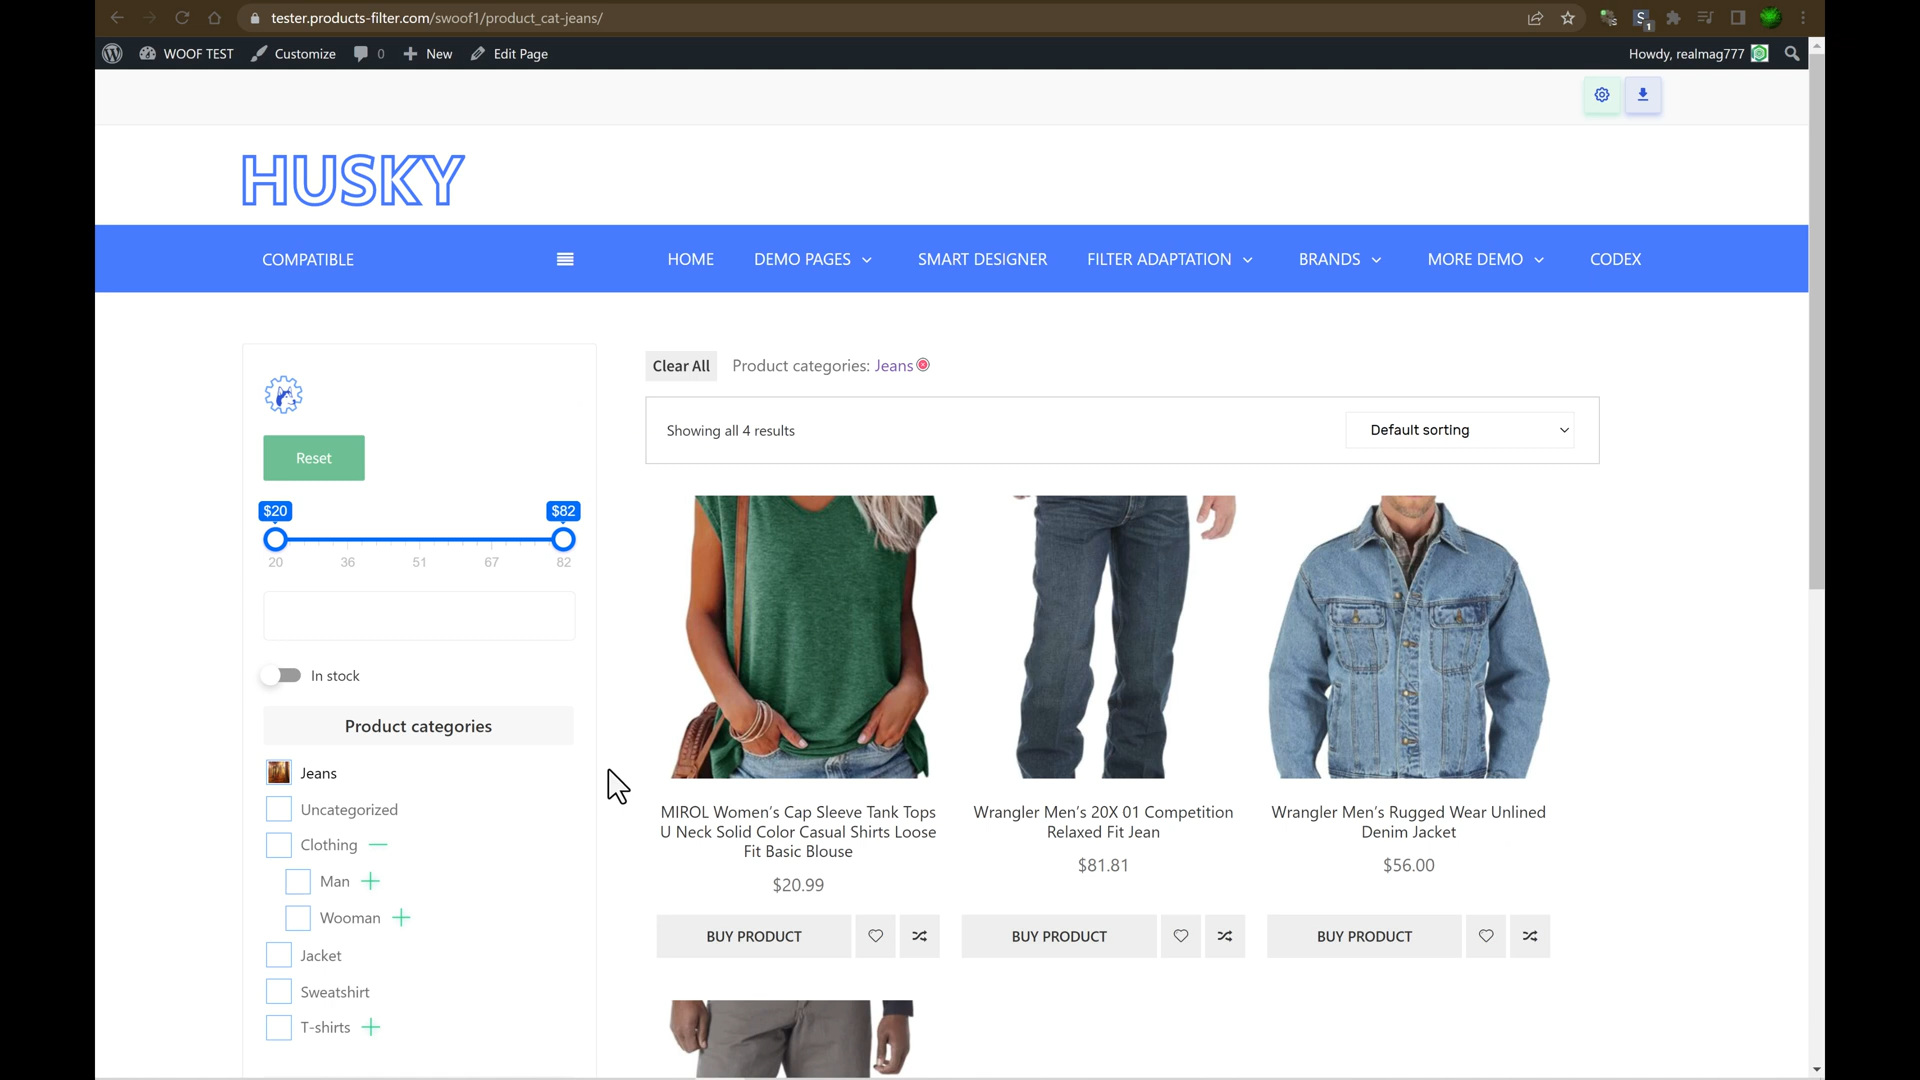 tester.products-filter.com/swoof1/product_cat-jeans/
S
1
WOOF TEST Customize 0 New Edit Page
Howdy, realmag777
HUSKY
COMPATIBLE
HOME DEMO PAGES SMART DESIGNER FILTER ADAPTATION BRANDS MORE DEMO CODEX
Reset
$20 $82
20 36 51 67 82
In stock
Product categories
Jeans
Uncategorized
Clothing
Man
Wooman
Jacket
Sweatshirt
T-shirts
Clear All Product categories: Jeans
Showing all 4 results
Default sorting
MIROL Women's Cap Sleeve Tank Tops
U Neck Solid Color Casual Shirts Loose
Fit Basic Blouse
$20.99
BUY PRODUCT
Wrangler Men's 20X 01 Competition
Relaxed Fit Jean
$81.81
BUY PRODUCT
Wrangler Men's Rugged Wear Unlined
Denim Jacket
$56.00
BUY PRODUCT